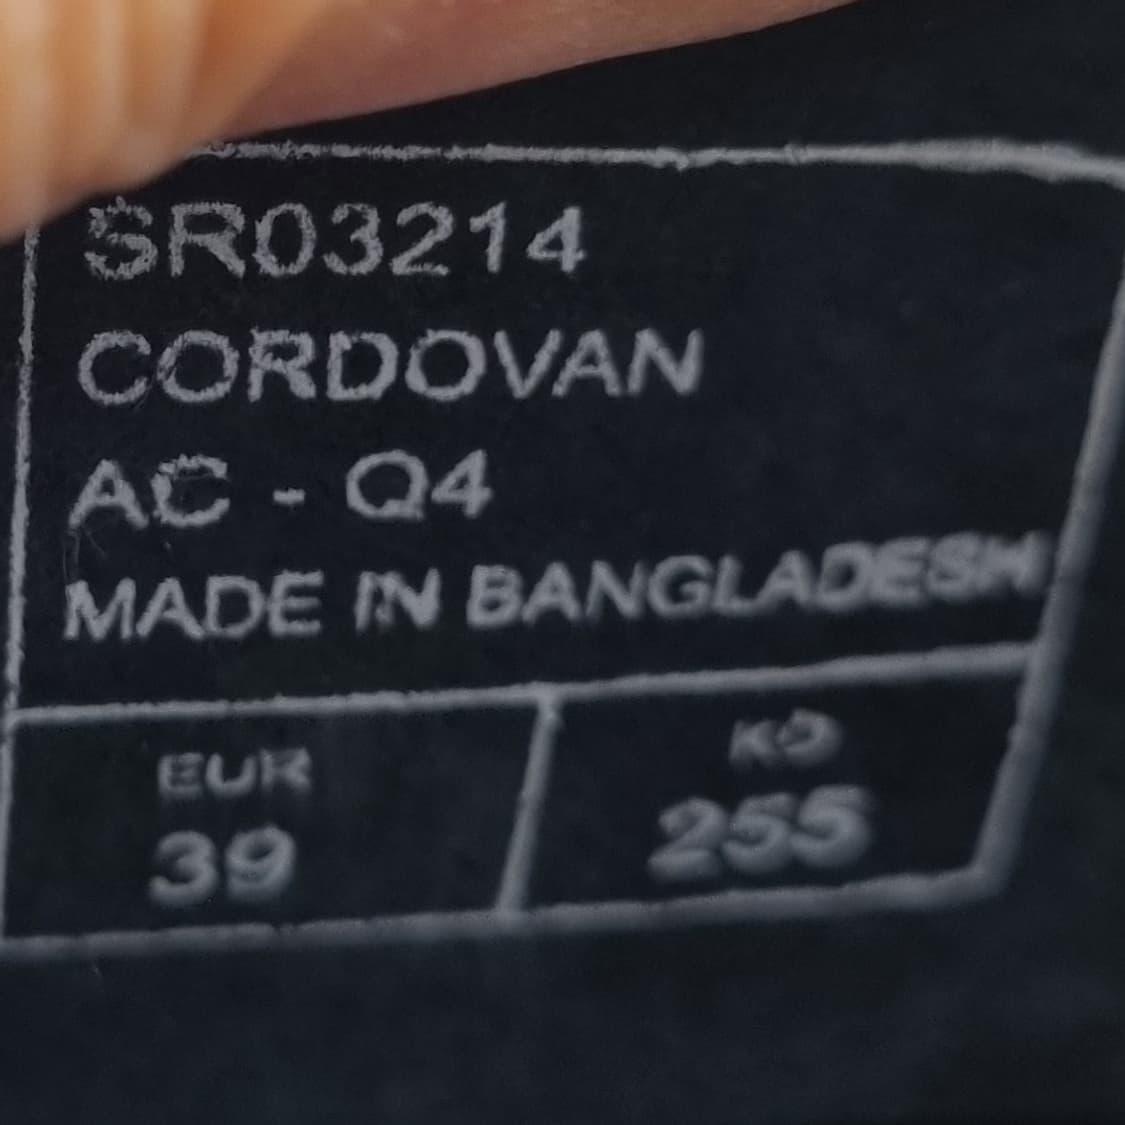 SR03214
CORDOVAN
AC - Q4
MADE IN BANGLADESH
EUR
39
KO
255